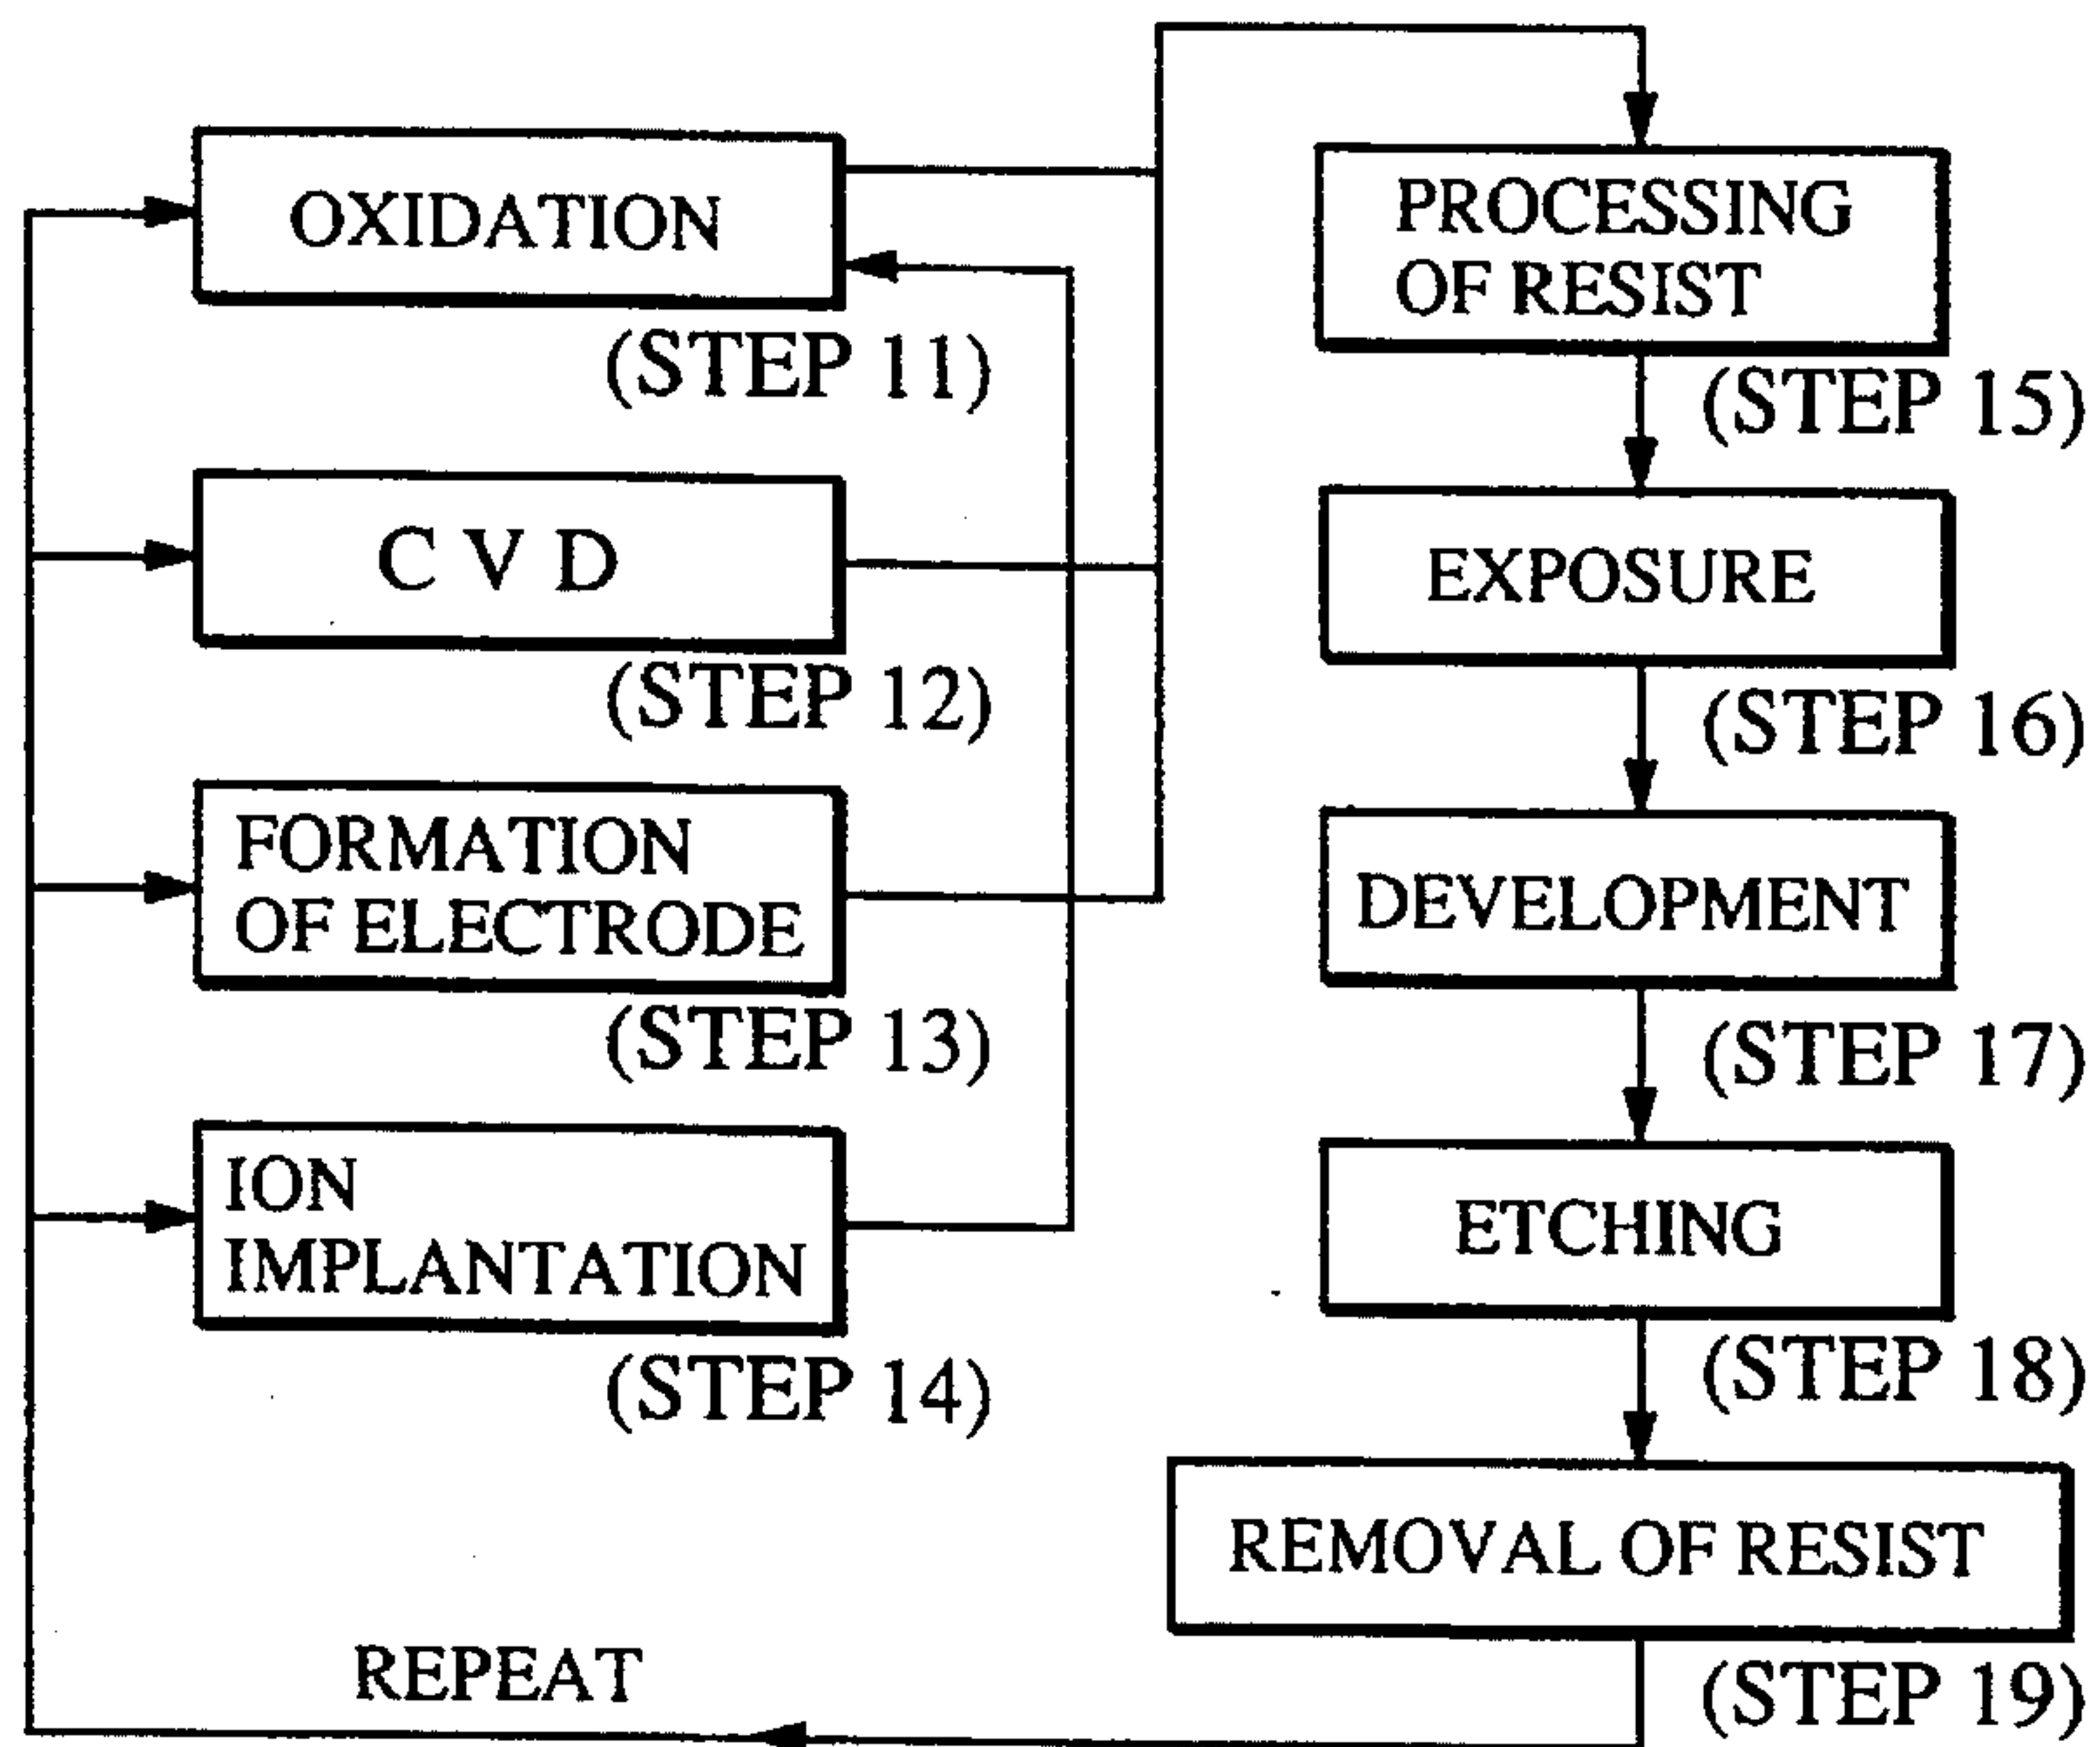 OXIDATION
(STEP 11)
C V D
(STEP 12)
FORMATION
OF ELECTRODE
(STEP 13)
ION
IMPLANTATION
(STEP 14)
PROCESSING
OF RESIST
(STEP 15)
EXPOSURE
(STEP 16)
DEVELOPMENT
(STEP 17)
ETCHING
(STEP 18)
REMOVAL OF RESIST
(STEP 19)
REPEAT